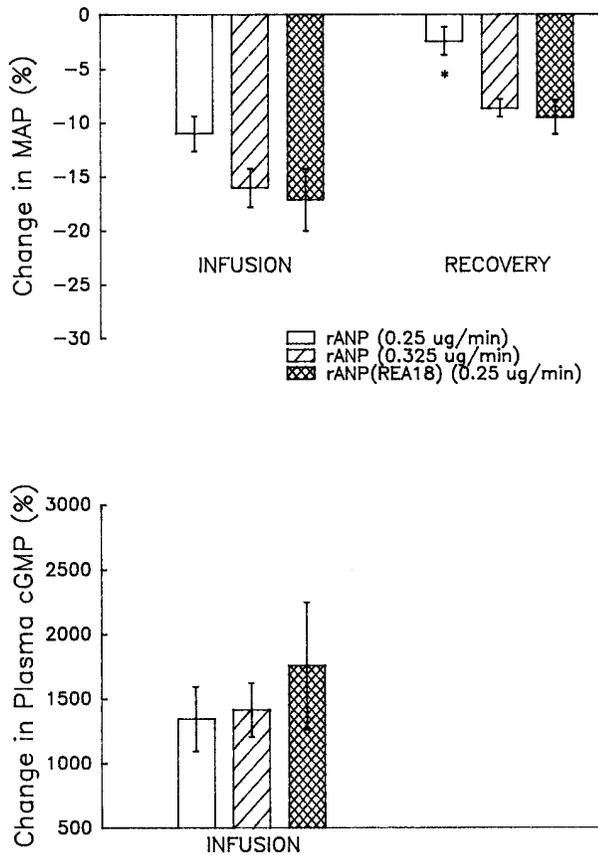 Change in MAP (%)
0
−5
−10
−15
−20
−25
−30
*
INFUSION
RECOVERY
rANP (0.25 ug/min)
rANP (0.325 ug/min)
rANP(REA18) (0.25 ug/min)
Change in Plasma cGMP (%)
3000
2500
2000
1500
1000
500
INFUSION